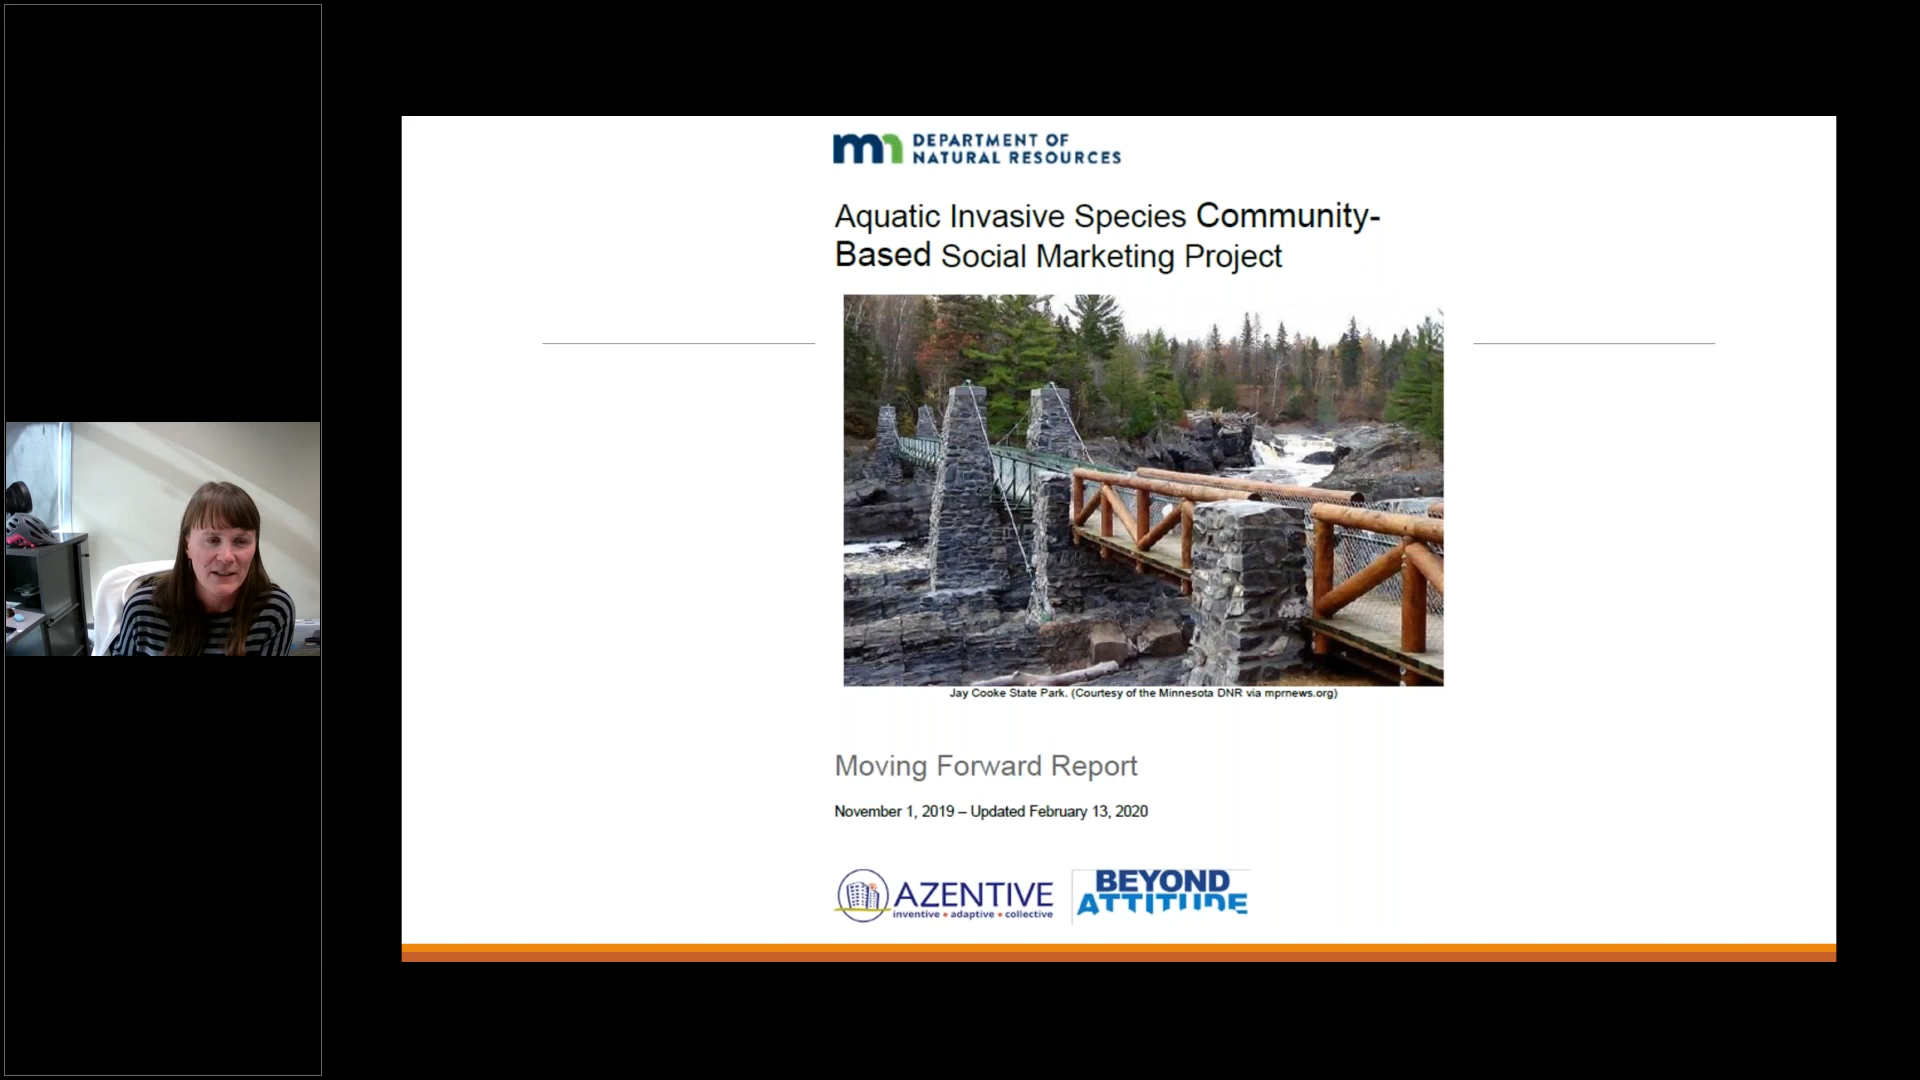 mn DEPARTMENT OF
NATURAL RESOURCES
Aquatic Invasive Species Community-
Based Social Marketing Project
Jay Cooke State Park. (Courtesy of the Minnesota DNR via mprnews.org)
Moving Forward Report
November 1, 2019 – Updated February 13, 2020
AZENTIVE
inventive • adaptive • collective
BEYOND
ATTITUDE